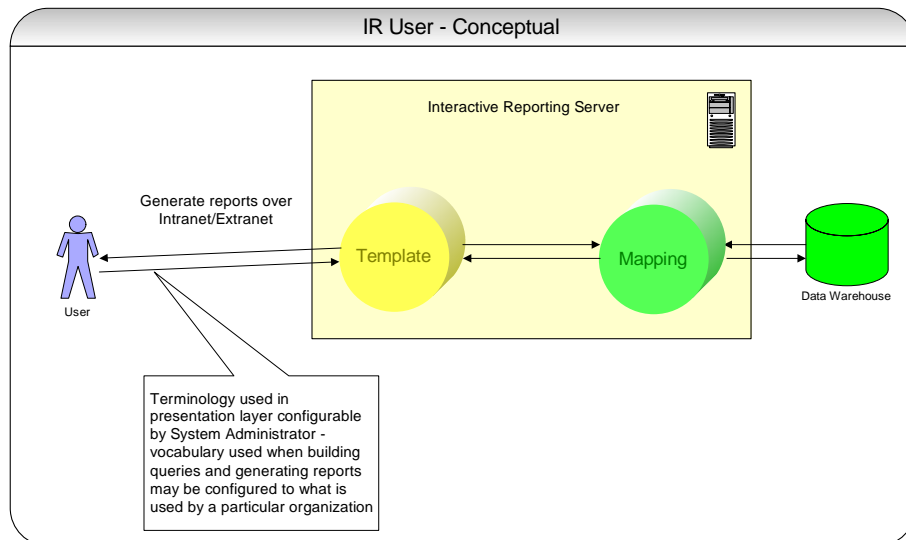 IR User - Conceptual
Interactive Reporting Server
Generate reports over
Intranet/Extranet
Template
Mapping
User
Data Warehouse
Terminology used in
presentation layer configurable
by System Administrator -
vocabulary used when building
queries and generating reports
may be configured to what is
used by a particular organization